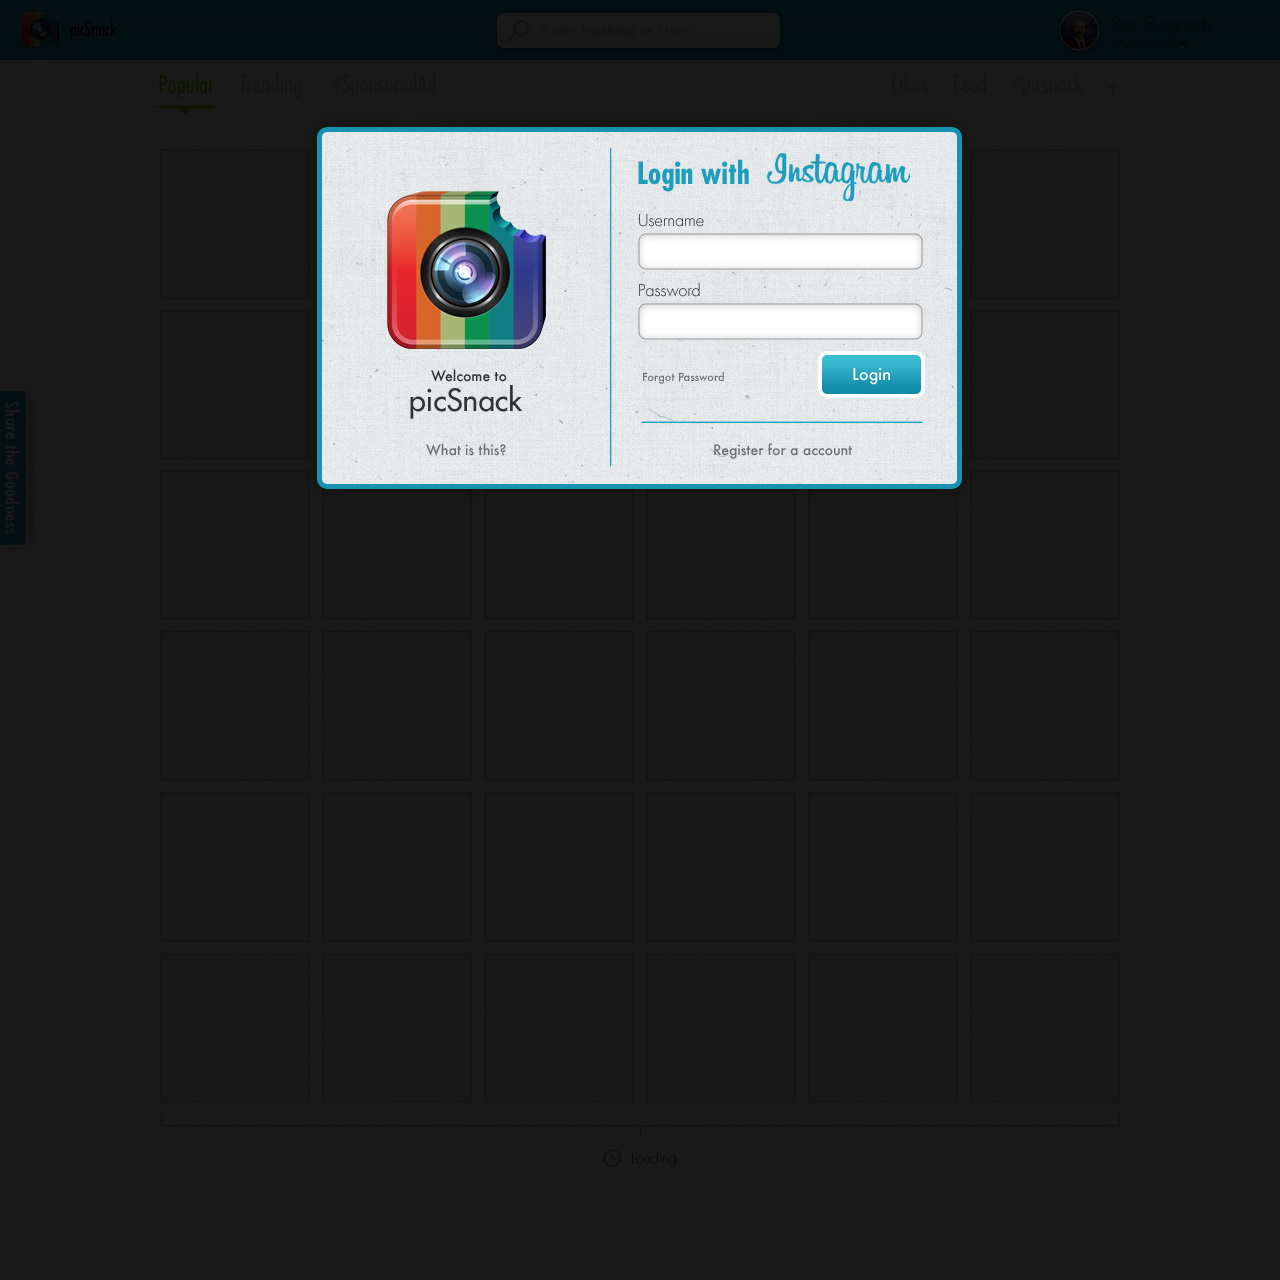 picSnack
Enter Hashtag or User
Ron Burgundy
Popular
Trending
#SponsoredAd
Likes
Feed
#picsnack
+
Login with Instagram
Username
Password
Forgot Password
Login
Register for a account
Welcome to
picSnack
What is this?
Share the Goodness
Loading...